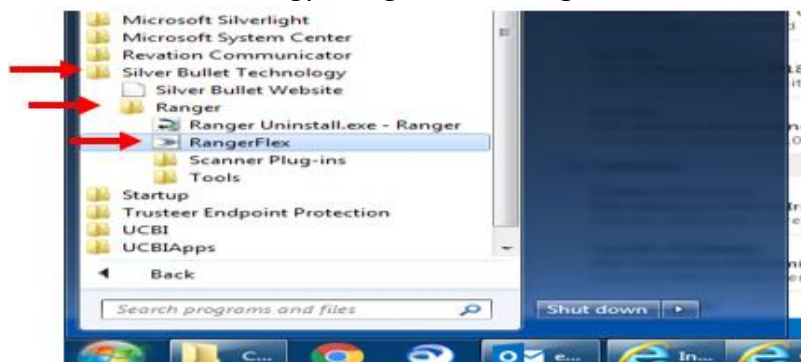 Microsoft Silverlight
Microsoft System Center
Revation Communicator
Silver Bullet Technology
Silver Bullet Website
Ranger
Ranger Uninstall.exe - Ranger
RangerFlex
Scanner Plug-ins
Tools
Startup
Trusteer Endpoint Protection
UCBI
UCBIApps
Back
Search programs and files
Shut down
C...
e...
In...